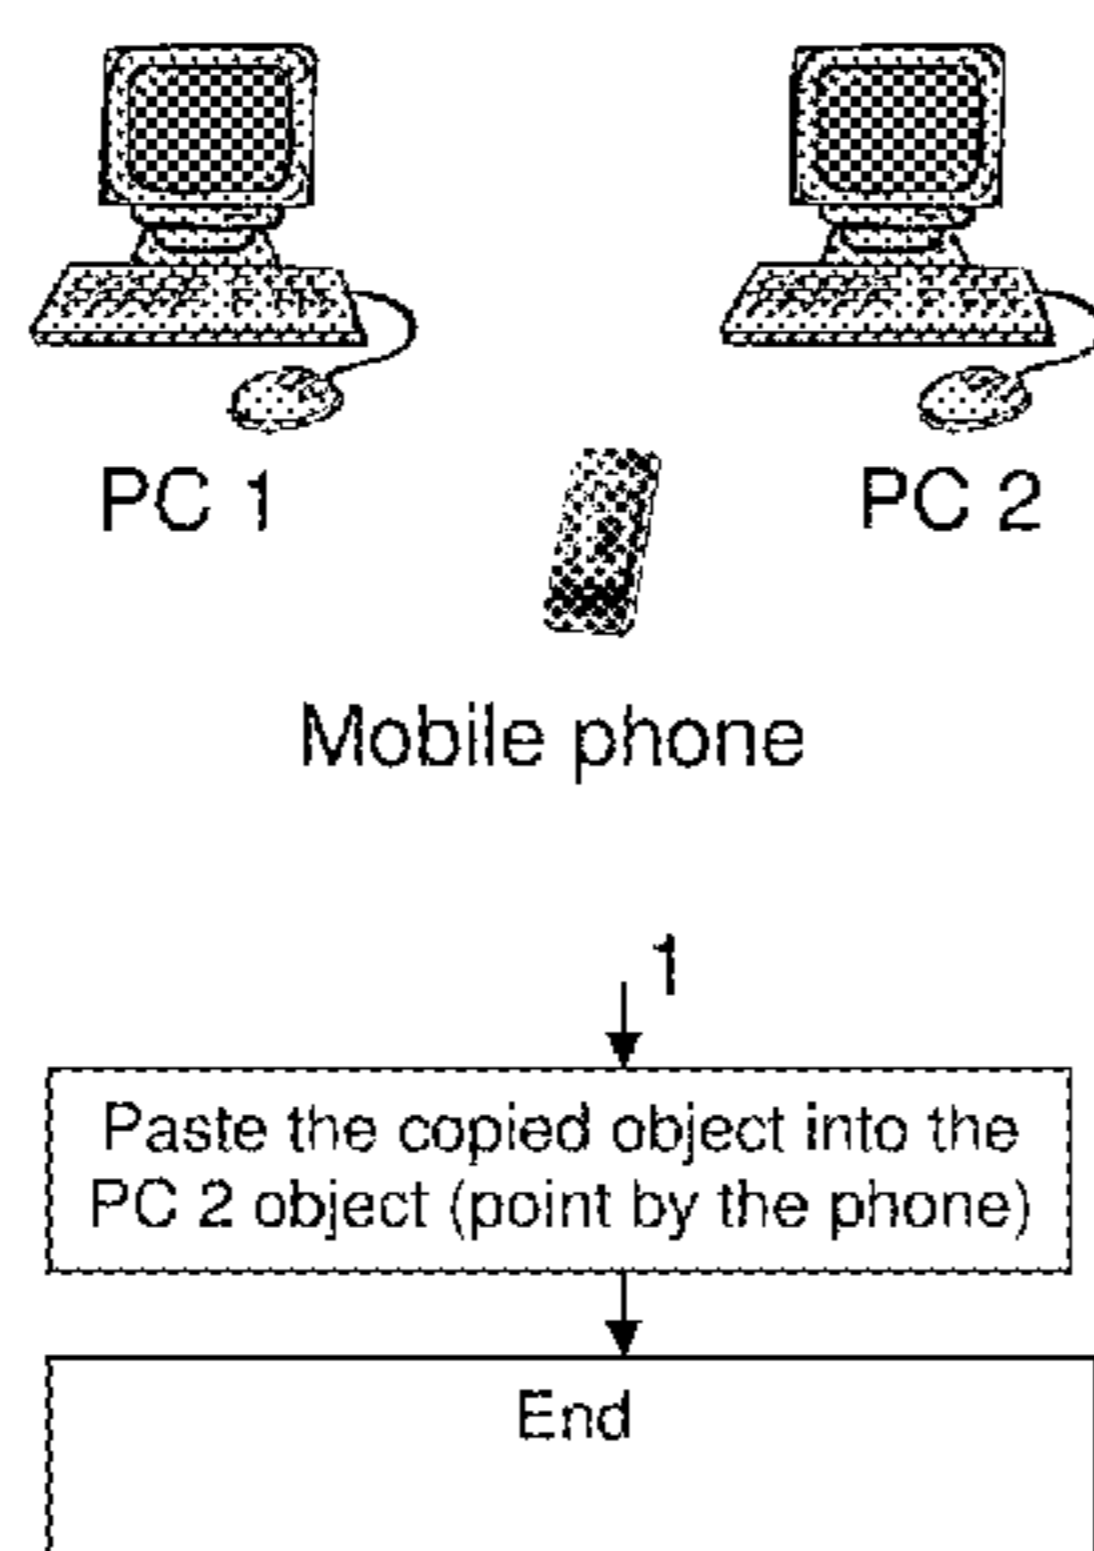 PC 1
PC 2
Mobile phone
1
Paste the copied object into the
PC 2 object (point by the phone)
End